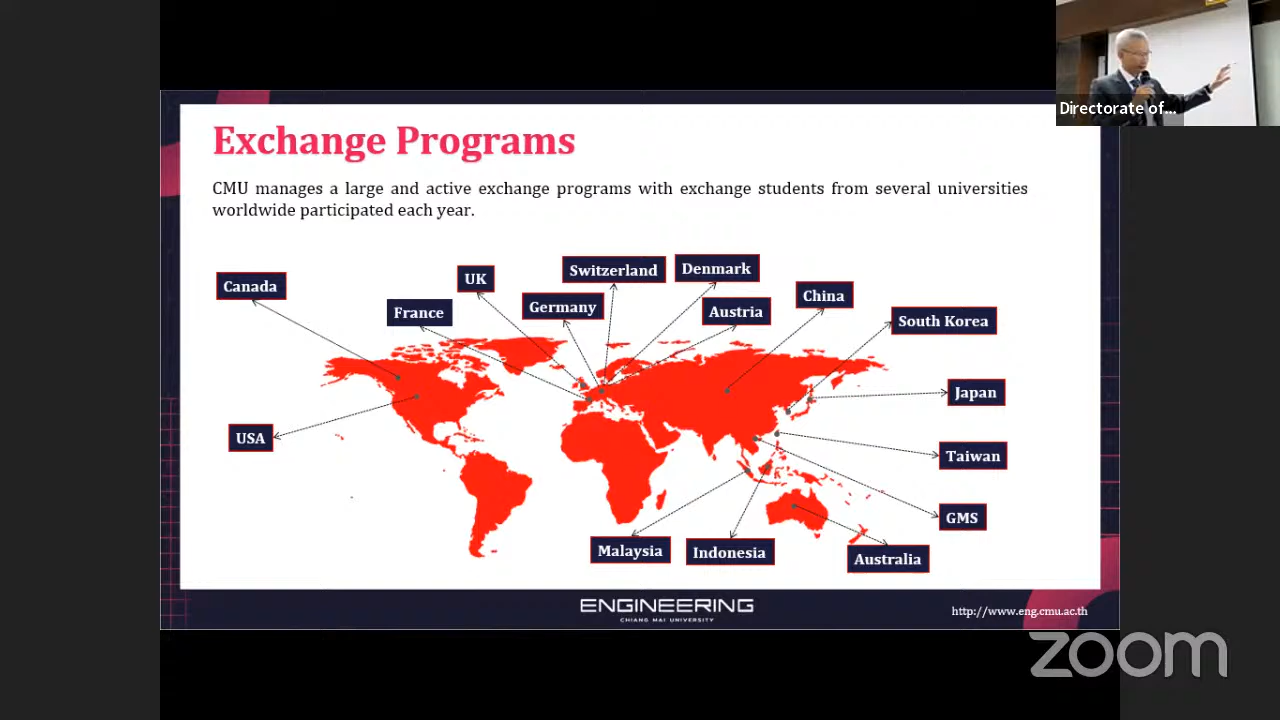 Directorate of...
Exchange Programs
CMU manages a large and active exchange programs with exchange students from several universities
worldwide participated each year.
Canada
UK
Switzerland
Denmark
France
Germany
Austria
China
South Korea
Japan
USA
Taiwan
GMS
Malaysia
Indonesia
Australia
ENGINEERING
CHIANG MAI UNIVERSITY
http://www.eng.cmu.ac.th
zoom